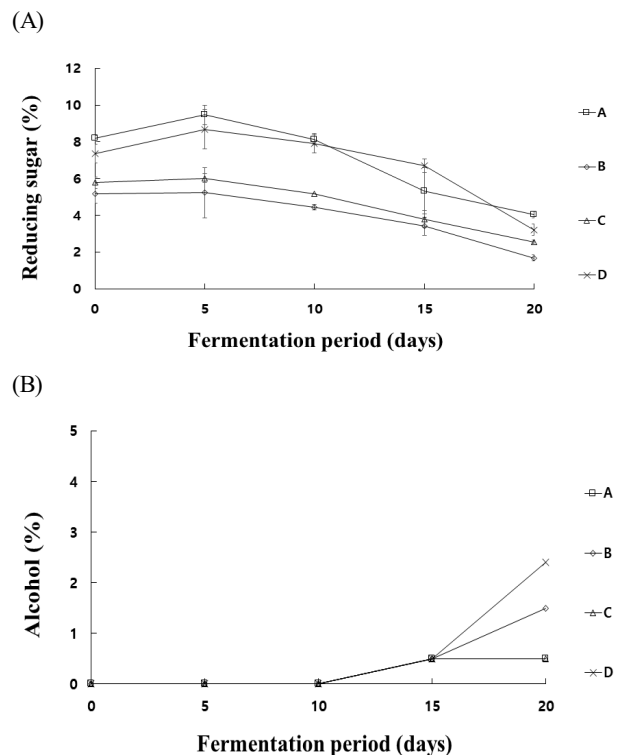 (A)
Reducing sugar (%)
12
10
8
6
4
2
0
0 5 10 15 20
Fermentation period (days)
A
B
C
D
(B)
Alcohol (%)
5
4
3
2
1
0
0 5 10 15 20
Fermentation period (days)
A
B
C
D